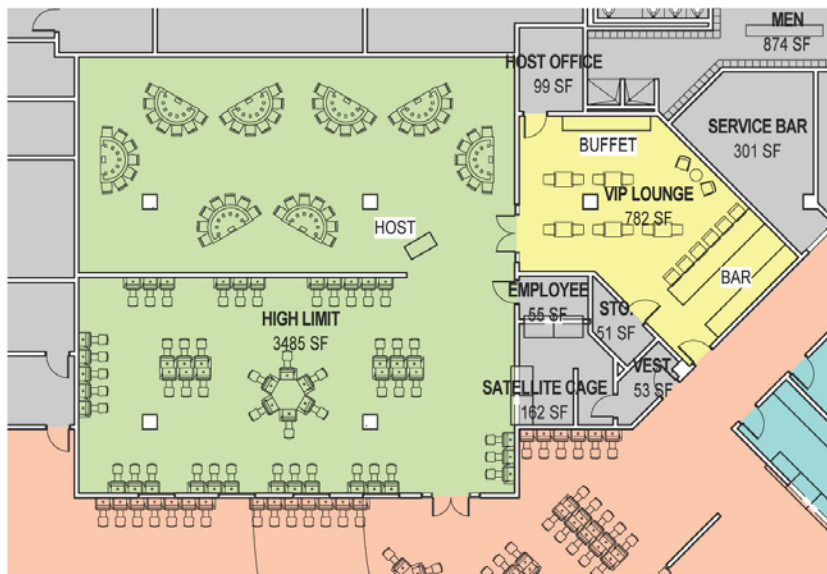 MEN
874 SF
HOST OFFICE
99 SF
SERVICE BAR
301 SF
BUFFET
VIP LOUNGE
782 SF
HOST
BAR
EMPLOYEE
55 SF
STO.
51 SF
HIGH LIMIT
3485 SF
VEST.
53 SF
SATELLITE CAGE
162 SF